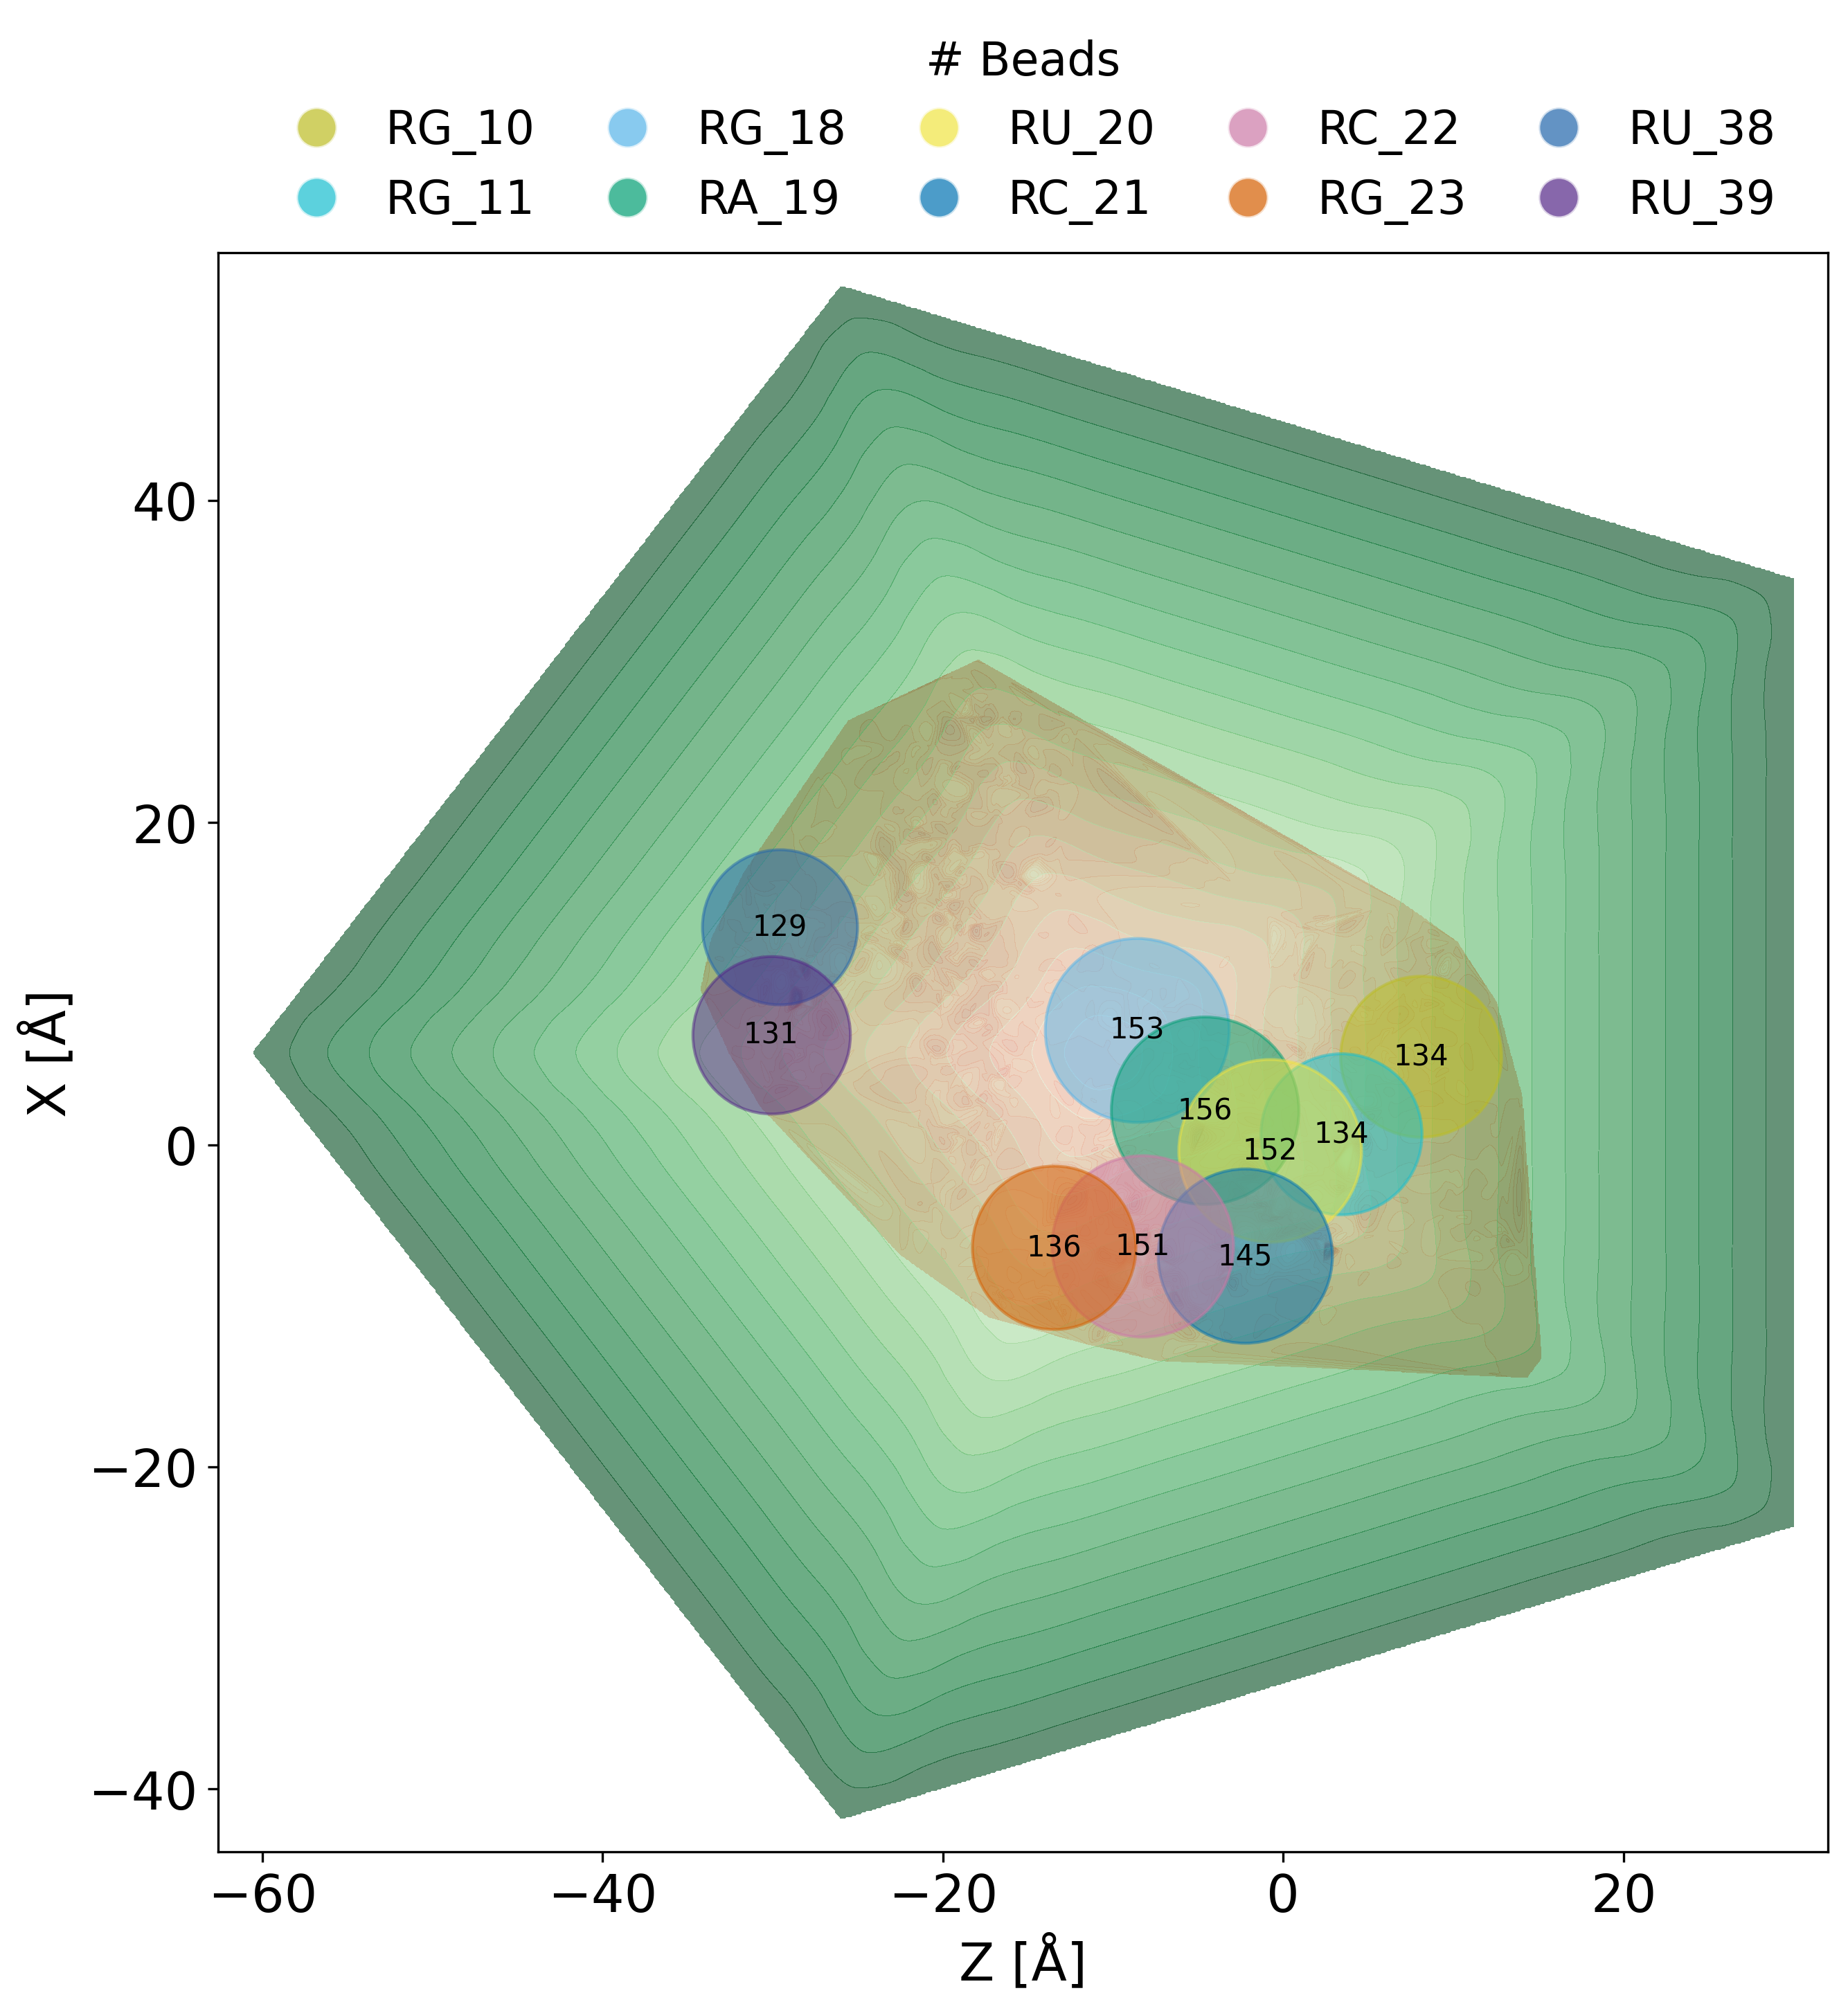 # Beads
RG_10 RG_18 RU_20 RC_22 RU_38
RG_11 RA_19 RC_21 RG_23 RU_39
X [Å]
40
20
0
−20
−40
129
131
153
134
156
134
152
136
151
145
−60 −40 −20 0 20
Z [Å]